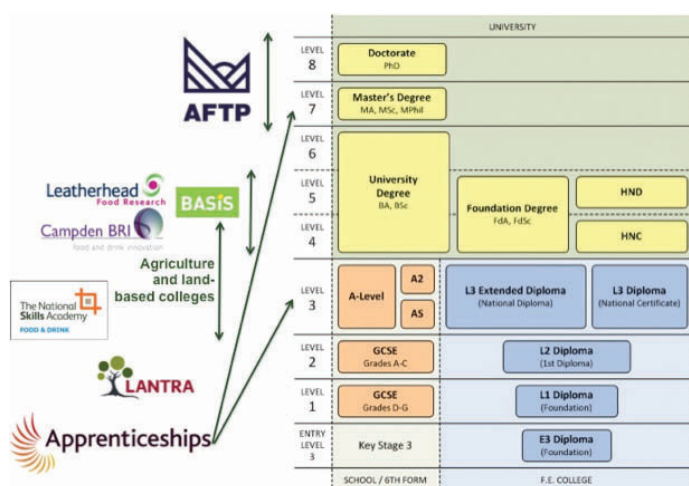 AFTP
Leatherhead
Food Research
BASIS
Campden BRI
food and drink innovation
Agriculture
and land-
based colleges
The National
Skills Academy
FOOD & DRINK
LANTRA
Apprenticeships
UNIVERSITY
LEVEL
8
Doctorate
PhD
LEVEL
7
Master's Degree
MA, MSc, MPhil
LEVEL
6
LEVEL
5
LEVEL
4
University
Degree
BA, BSc
Foundation Degree
FdA, FdSc
HND
HNC
LEVEL
3
A-Level
A2
AS
L3 Extended Diploma
(National Diploma)
L3 Diploma
(National Certificate)
LEVEL
2
GCSE
Grades A-C
L2 Diploma
(1st Diploma)
LEVEL
1
GCSE
Grades D-G
L1 Diploma
(Foundation)
ENTRY
LEVEL
3
Key Stage 3
E3 Diploma
(Foundation)
SCHOOL / 6TH FORM
F.E. COLLEGE